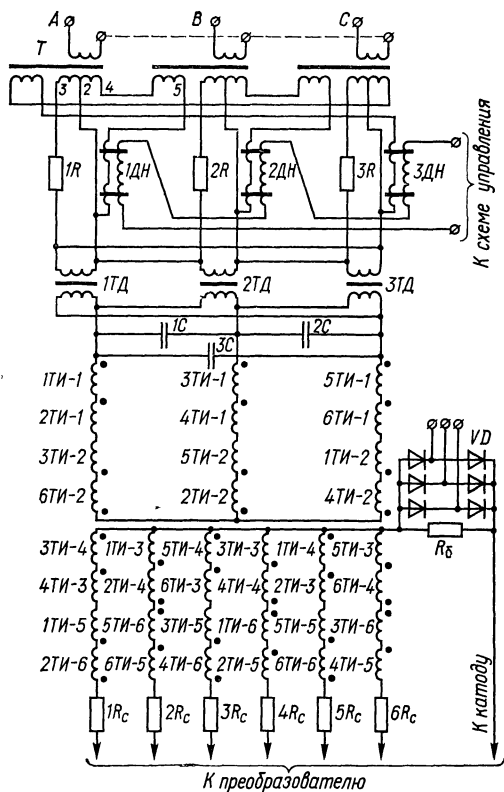 A B C
T
3 2 4 5
1R 1ДН 2R 2ДН 3R 3ДН
К схеме управления
1ТД 2ТД 3ТД
1C 2C
3C
1ТИ-1 3ТИ-1 5ТИ-1
2ТИ-1 4ТИ-1 6ТИ-1
3ТИ-2 5ТИ-2 1ТИ-2
6ТИ-2 2ТИ-2 4ТИ-2
VD
Rб
3ТИ-4 1ТИ-3 5ТИ-4 3ТИ-3 1ТИ-4 5ТИ-3
4ТИ-3 2ТИ-4 6ТИ-3 4ТИ-4 2ТИ-3 6ТИ-4
1ТИ-5 5ТИ-6 3ТИ-5 1ТИ-6 5ТИ-5 3ТИ-6
2ТИ-6 6ТИ-5 4ТИ-6 2ТИ-5 6ТИ-6 4ТИ-5
1Rc 2Rc 3Rc 4Rc 5Rc 6Rc
К катоду
К преобразователю